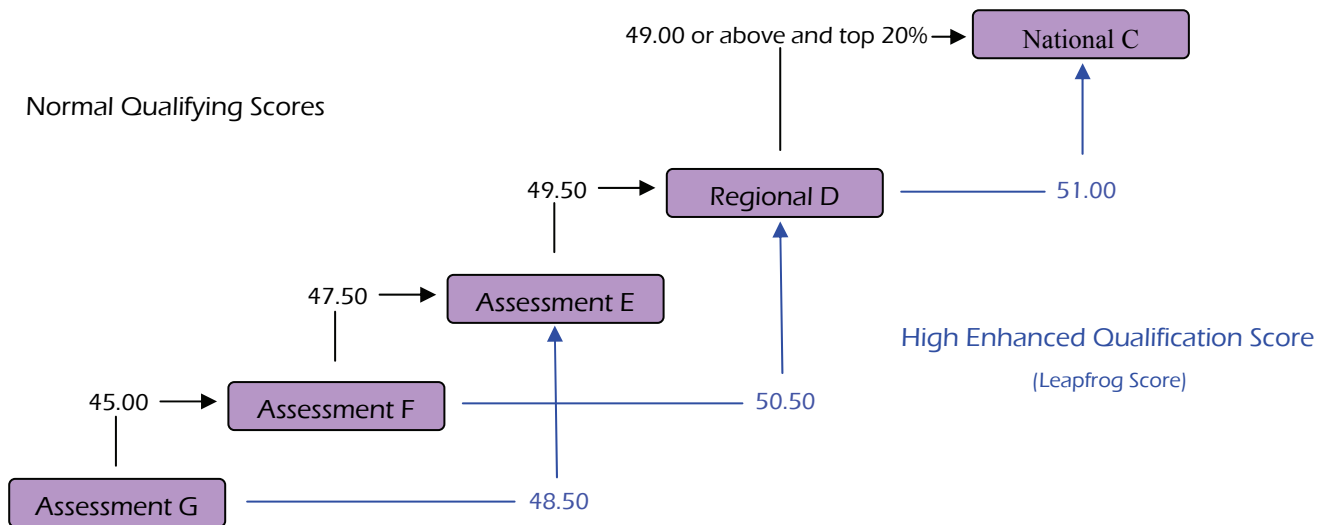 49.00 or above and top 20%
National C
Normal Qualifying Scores
49.50
Regional D
51.00
47.50
Assessment E
High Enhanced Qualification Score
(Leapfrog Score)
45.00
Assessment F
50.50
Assessment G
48.50